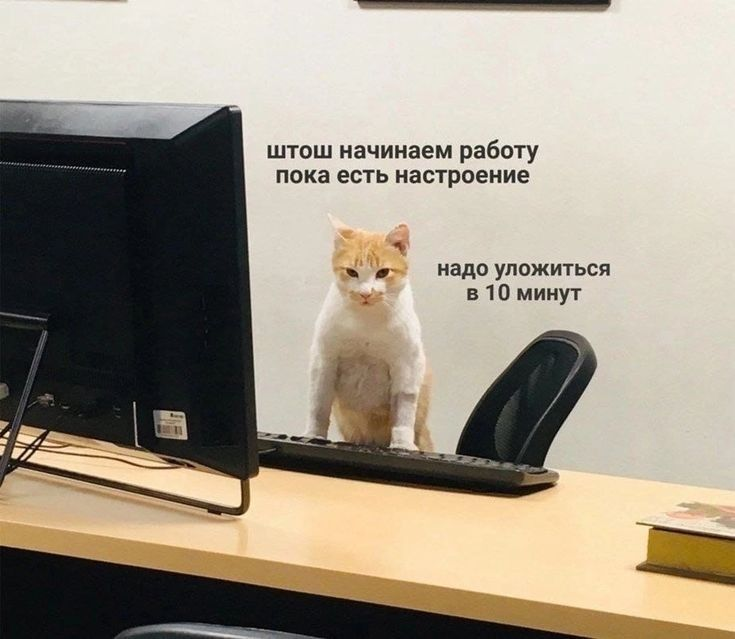 штош начинаем работу
пока есть настроение
надо уложиться
в 10 минут